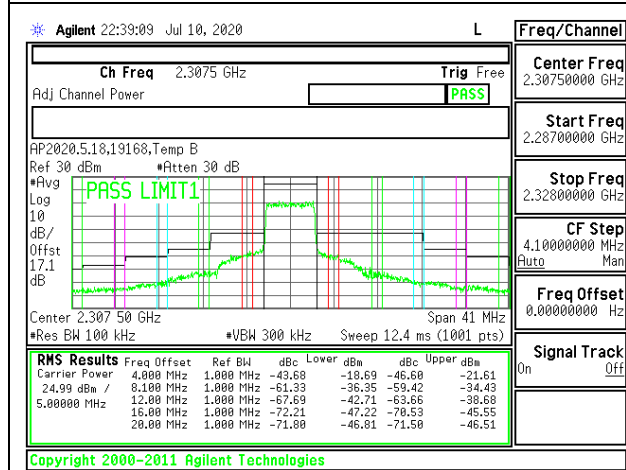 Agilent 22:39:09 Jul 10, 2020 L
Freq/Channel
Ch Freq 2.3075 GHz Trig Free
Adj Channel Power PASS
AP2020.5.18,19168,Temp B
Ref 30 dBm #Atten 30 dB
#Avg
Log
10
dB/
Offst
17.1
dB
PASS LIMIT1
Center 2.307 50 GHz Span 41 MHz
#Res BW 100 kHz #VBW 300 kHz Sweep 12.4 ms (1001 pts)
RMS Results Freq Offset Ref BW dBc Lower dBm dBc Upper dBm
Carrier Power 4.000 MHz 1.000 MHz -43.68 -18.69 -46.60 -21.61
24.99 dBm / 8.100 MHz 1.000 MHz -61.33 -36.35 -59.42 -34.43
5.00000 MHz 12.00 MHz 1.000 MHz -67.69 -42.71 -63.66 -38.68
16.00 MHz 1.000 MHz -72.21 -47.22 -70.53 -45.55
20.00 MHz 1.000 MHz -71.80 -46.81 -71.50 -46.51
Copyright 2000-2011 Agilent Technologies
Center Freq
2.30750000 GHz
Start Freq
2.28700000 GHz
Stop Freq
2.32800000 GHz
CF Step
4.10000000 MHz
Auto Man
Freq Offset
0.00000000 Hz
Signal Track
On Off